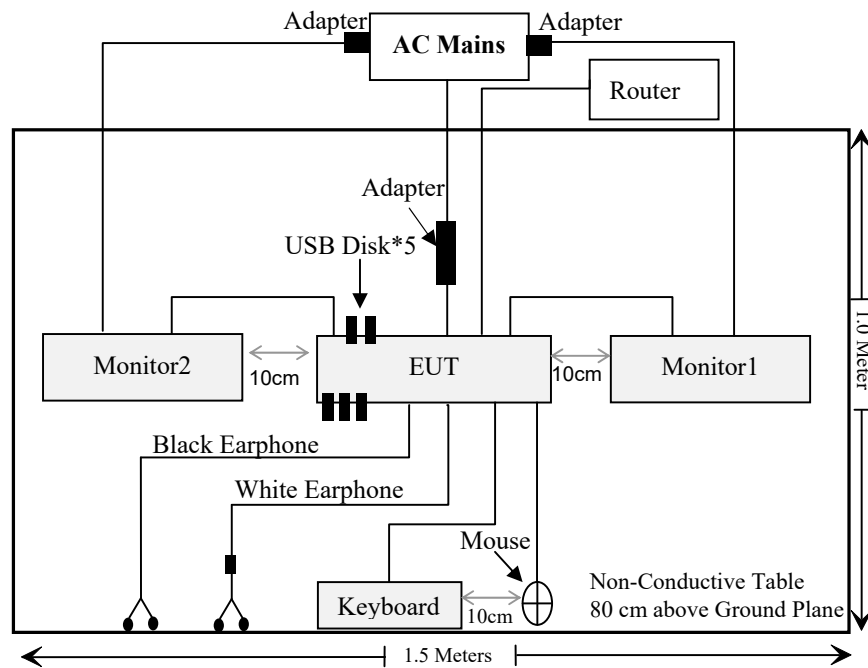 Adapter
AC Mains
Adapter
Router
Adapter
USB Disk*5
Monitor2
10cm
EUT
10cm
Monitor1
1.0 Meter
Black Earphone
White Earphone
Mouse
Keyboard
10cm
Non-Conductive Table
80 cm above Ground Plane
1.5 Meters